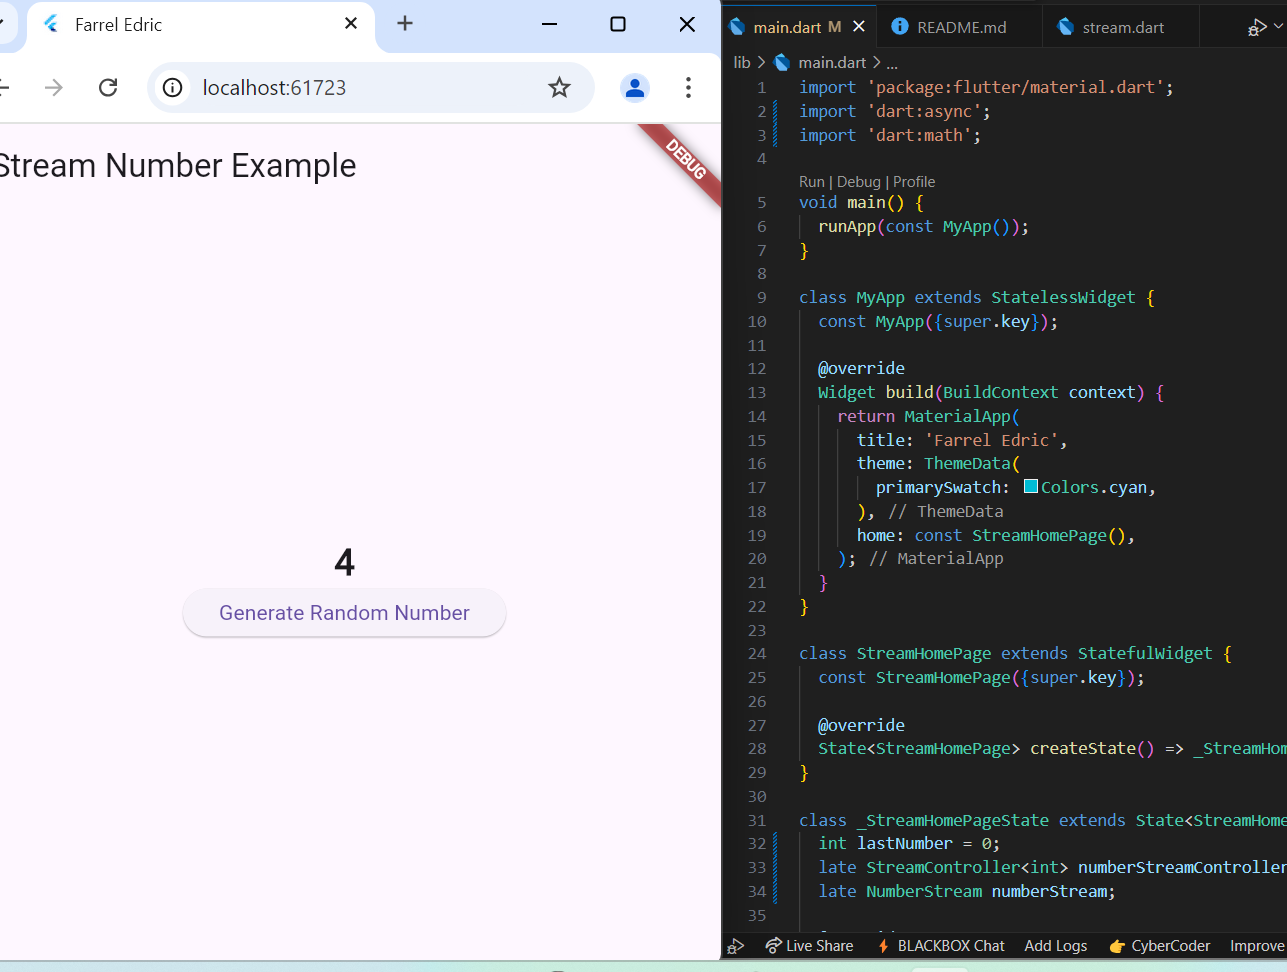 Farrel Edric
localhost:61723
Stream Number Example
DEBUG
4
Generate Random Number
main.dart M
README.md
stream.dart
lib > main.dart > ...
1 import 'package:flutter/material.dart';
2 import 'dart:async';
3 import 'dart:math';
4
Run | Debug | Profile
5 void main() {
6 runApp(const MyApp());
7 }
8
9 class MyApp extends StatelessWidget {
10 const MyApp({super.key});
11
12 @override
13 Widget build(BuildContext context) {
14 return MaterialApp(
15 title: 'Farrel Edric',
16 theme: ThemeData(
17 primarySwatch: Colors.cyan,
18 ), // ThemeData
19 home: const StreamHomePage(),
20 ); // MaterialApp
21 }
22 }
23
24 class StreamHomePage extends StatefulWidget {
25 const StreamHomePage({super.key});
26
27 @override
28 State<StreamHomePage> createState() => _StreamHom
29 }
30
31 class _StreamHomePageState extends State<StreamHome
32 int lastNumber = 0;
33 late StreamController<int> numberStreamController
34 late NumberStream numberStream;
35
Live Share
BLACKBOX Chat
Add Logs
CyberCoder
Improve